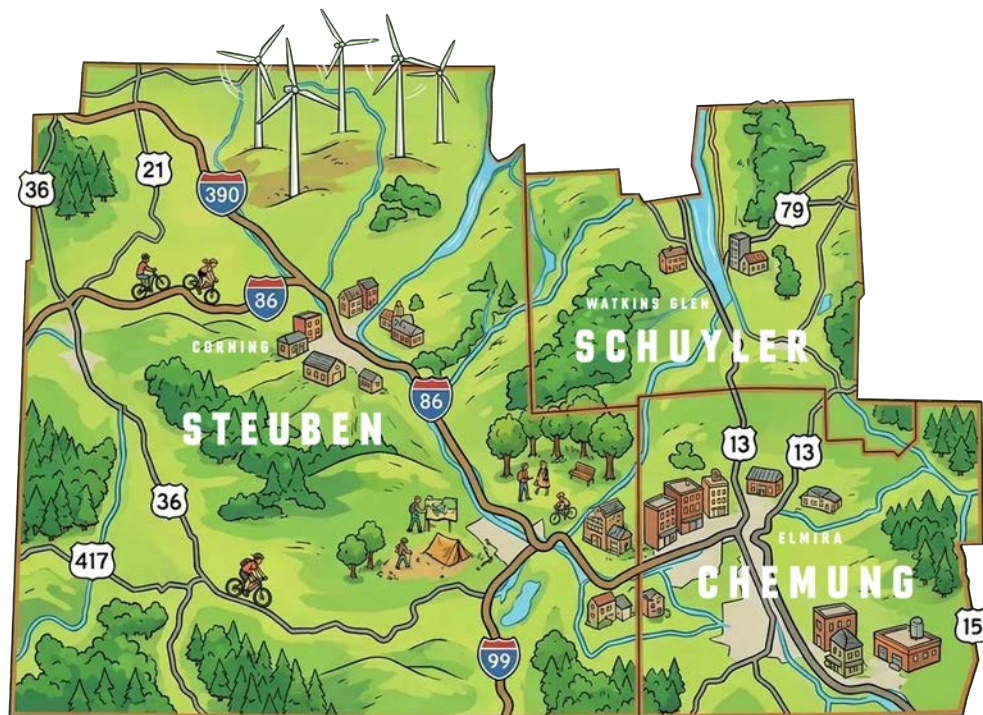 36
21
390
79
86
WATKINS GLEN
SCHUYLER
CORNING
86
STEUBEN
13
13
36
ELMIRA
417
CHEMUNG
15
99